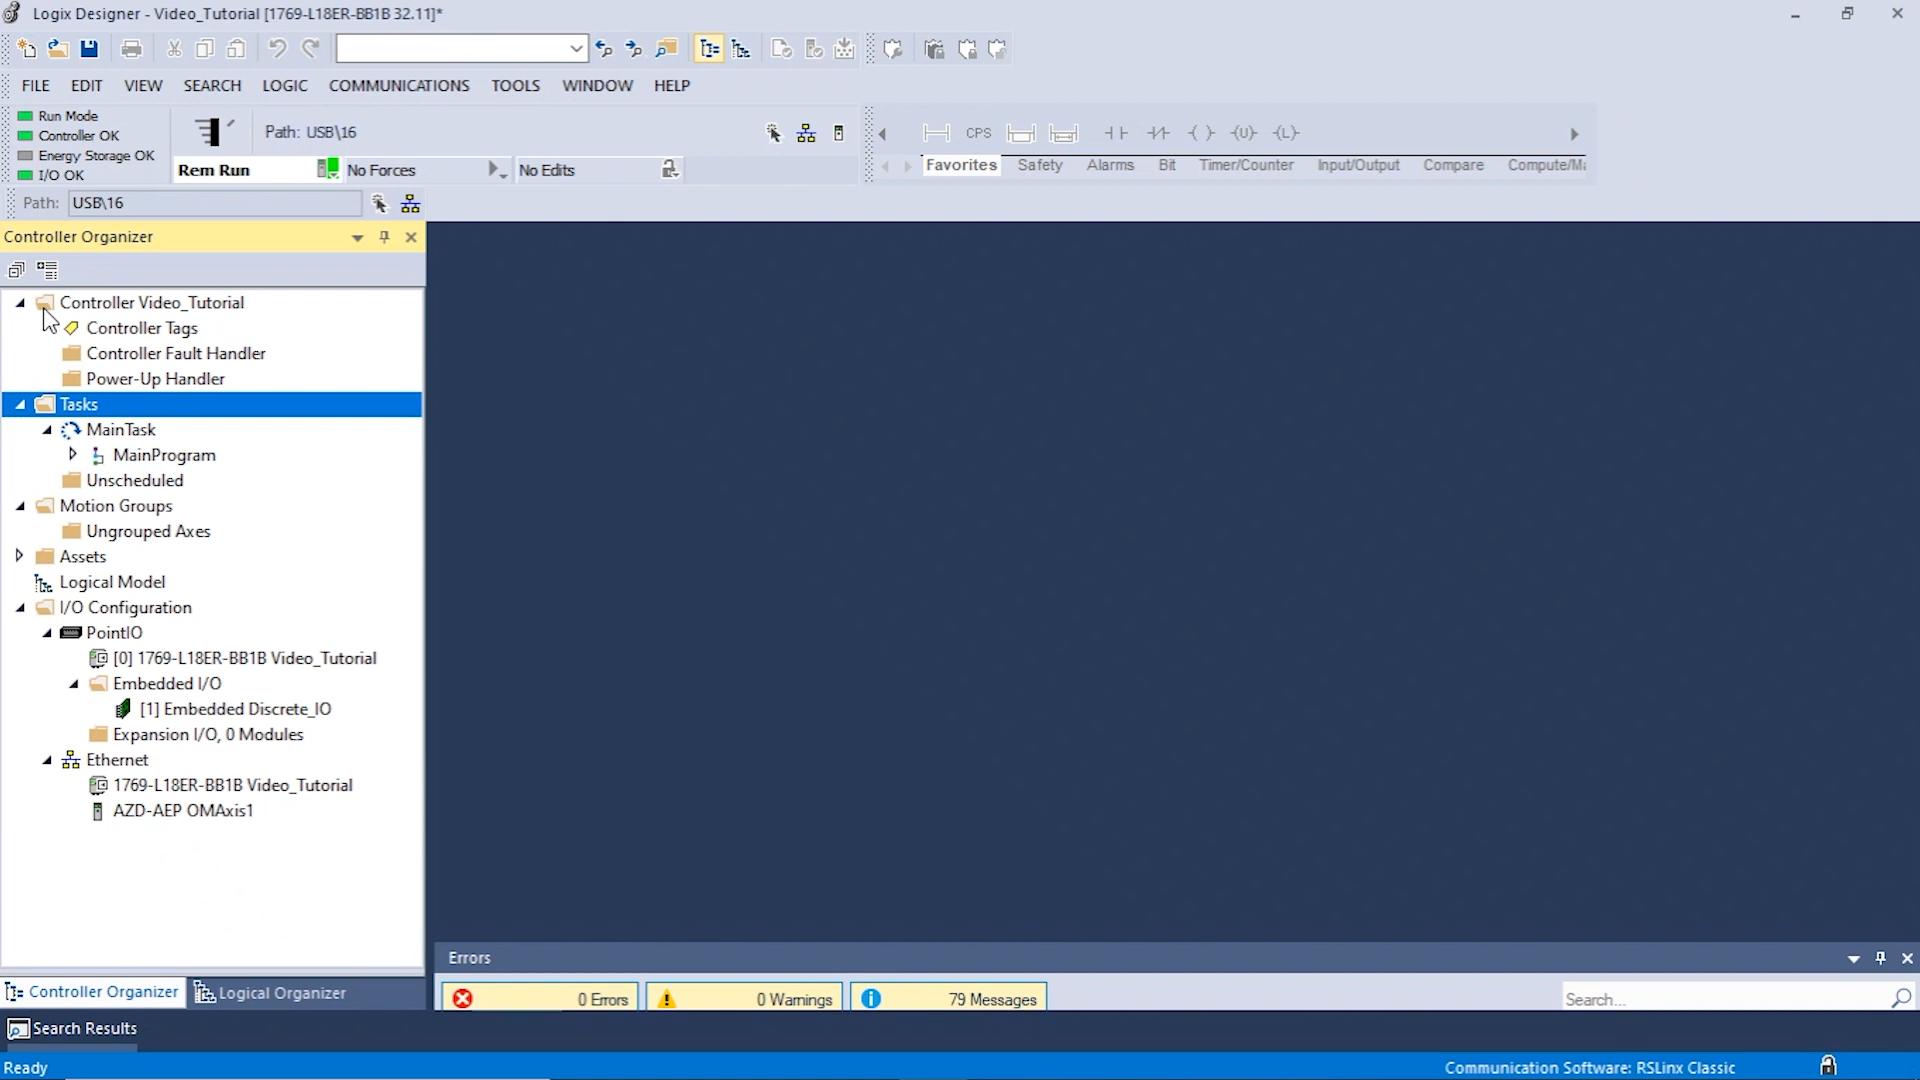 Logix Designer - Video_Tutorial [1769-L18ER-BB1B 32.11]*
FILE EDIT VIEW SEARCH LOGIC COMMUNICATIONS TOOLS WINDOW HELP
Run Mode
Controller OK
Energy Storage OK
I/O OK
Path: USB\16
Rem Run
No Forces
No Edits
CPS
(U)
(L)
Favorites Safety Alarms Bit Timer/Counter Input/Output Compare Compute/Ma
Path: USB\16
Controller Organizer
Controller Video_Tutorial
Controller Tags
Controller Fault Handler
Power-Up Handler
Tasks
MainTask
MainProgram
Unscheduled
Motion Groups
Ungrouped Axes
Assets
Logical Model
I/O Configuration
PointIO
[0] 1769-L18ER-BB1B Video_Tutorial
Embedded I/O
[1] Embedded Discrete_IO
Expansion I/O, 0 Modules
Ethernet
1769-L18ER-BB1B Video_Tutorial
AZD-AEP OMAxis1
Errors
0 Errors
0 Warnings
79 Messages
Search...
Controller Organizer
Logical Organizer
Search Results
Ready
Communication Software: RSLinx Classic